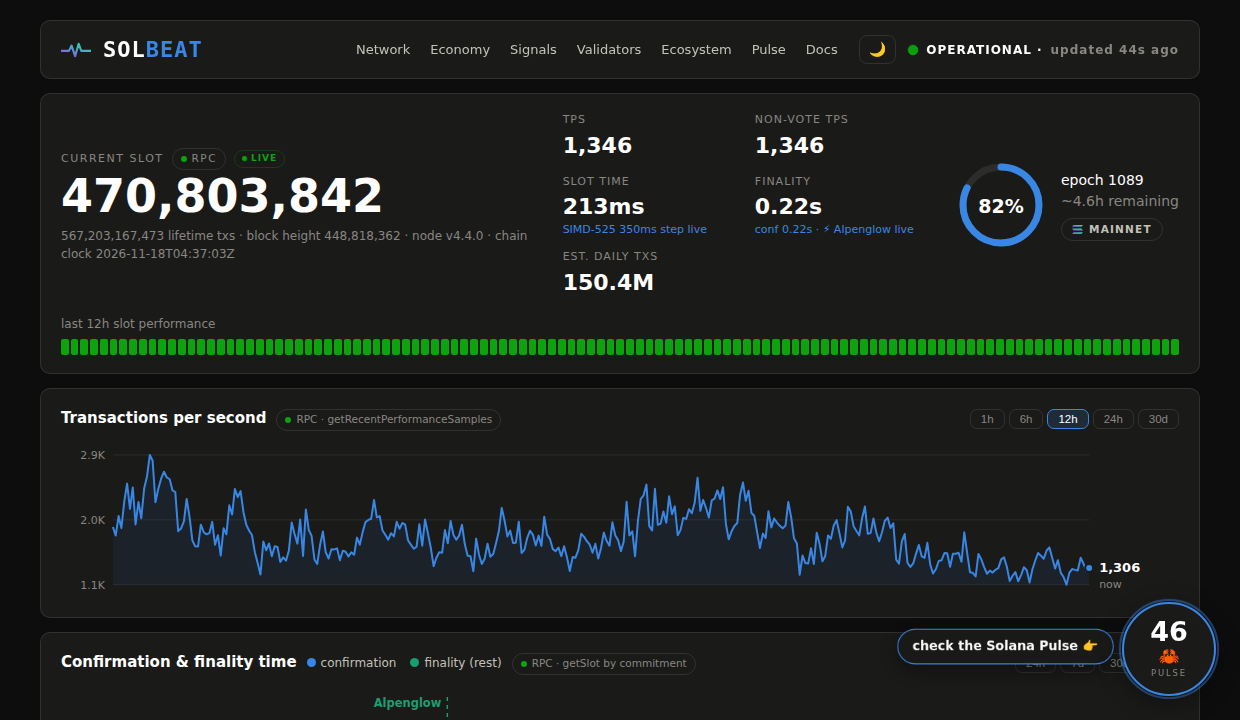 SOLBEAT
Network Economy Signals Validators Ecosystem Pulse Docs
OPERATIONAL · updated 44s ago
CURRENT SLOT RPC LIVE
470,803,842
567,203,167,473 lifetime txs · block height 448,818,362 · node v4.4.0 · chain
clock 2026-11-18T04:37:03Z
TPS
1,346
NON-VOTE TPS
1,346
SLOT TIME
213ms
SIMD-525 350ms step live
FINALITY
0.22s
conf 0.22s · ⚡ Alpenglow live
EST. DAILY TXS
150.4M
82%
epoch 1089
~4.6h remaining
MAINNET
last 12h slot performance
Transactions per second RPC · getRecentPerformanceSamples
1h 6h 12h 24h 30d
2.9K
2.0K
1.1K
1,306
now
Confirmation & finality time confirmation finality (rest) RPC · getSlot by commitment
Alpenglow
check the Solana Pulse 👉
46
PULSE